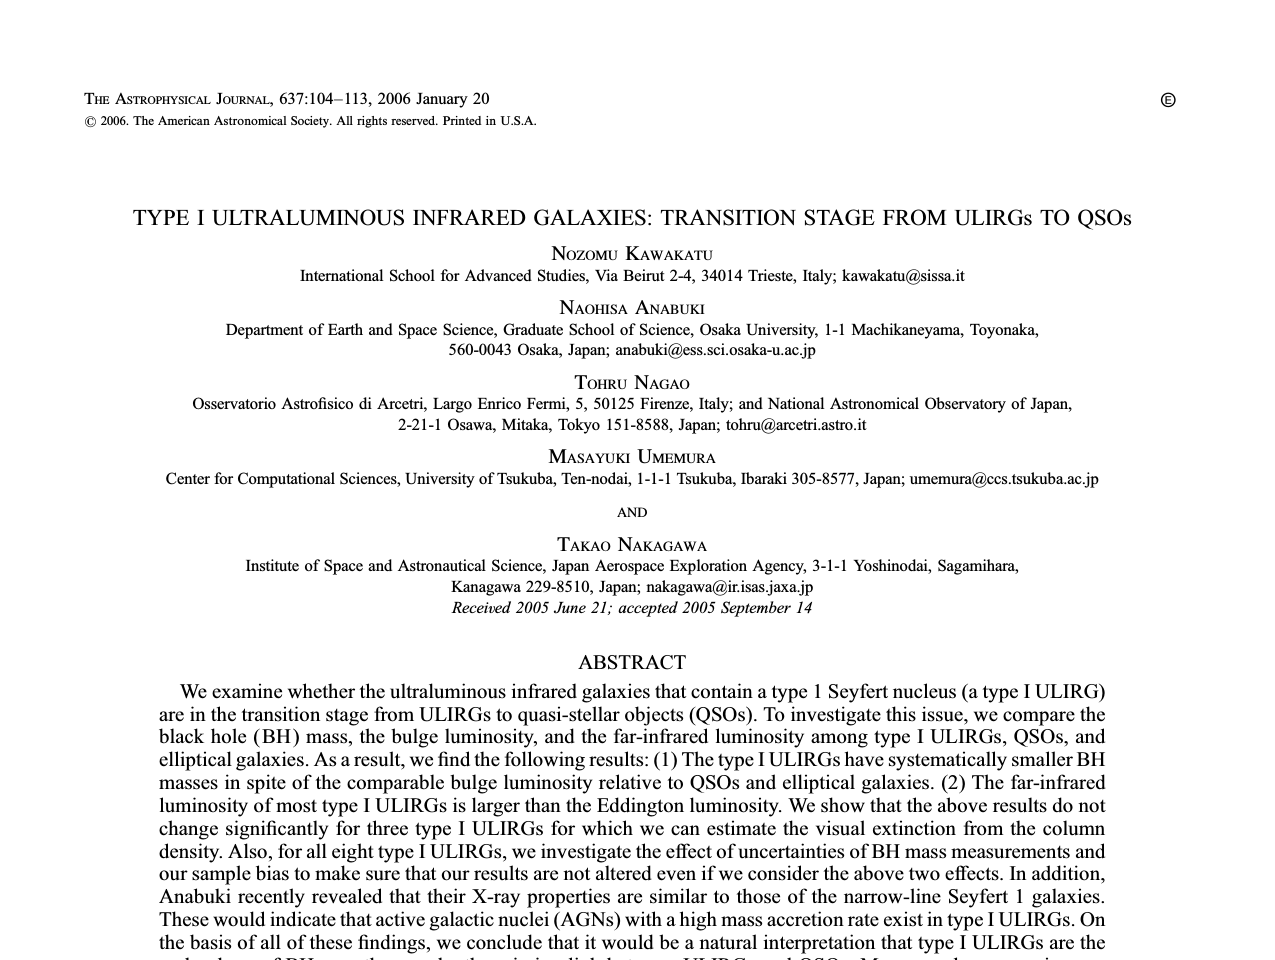 THE ASTROPHYSICAL JOURNAL, 637:104–113, 2006 January 20
Ⓔ
© 2006. The American Astronomical Society. All rights reserved. Printed in U.S.A.
TYPE I ULTRALUMINOUS INFRARED GALAXIES: TRANSITION STAGE FROM ULIRGs TO QSOs
NOZOMU KAWAKATU
International School for Advanced Studies, Via Beirut 2-4, 34014 Trieste, Italy; kawakatu@sissa.it
NAOHISA ANABUKI
Department of Earth and Space Science, Graduate School of Science, Osaka University, 1-1 Machikaneyama, Toyonaka,
560-0043 Osaka, Japan; anabuki@ess.sci.osaka-u.ac.jp
TOHRU NAGAO
Osservatorio Astrofisico di Arcetri, Largo Enrico Fermi, 5, 50125 Firenze, Italy; and National Astronomical Observatory of Japan,
2-21-1 Osawa, Mitaka, Tokyo 151-8588, Japan; tohru@arcetri.astro.it
MASAYUKI UMEMURA
Center for Computational Sciences, University of Tsukuba, Ten-nodai, 1-1-1 Tsukuba, Ibaraki 305-8577, Japan; umemura@ccs.tsukuba.ac.jp
AND
TAKAO NAKAGAWA
Institute of Space and Astronautical Science, Japan Aerospace Exploration Agency, 3-1-1 Yoshinodai, Sagamihara,
Kanagawa 229-8510, Japan; nakagawa@ir.isas.jaxa.jp
Received 2005 June 21; accepted 2005 September 14
ABSTRACT
We examine whether the ultraluminous infrared galaxies that contain a type 1 Seyfert nucleus (a type I ULIRG)
are in the transition stage from ULIRGs to quasi-stellar objects (QSOs). To investigate this issue, we compare the
black hole (BH) mass, the bulge luminosity, and the far-infrared luminosity among type I ULIRGs, QSOs, and
elliptical galaxies. As a result, we find the following results: (1) The type I ULIRGs have systematically smaller BH
masses in spite of the comparable bulge luminosity relative to QSOs and elliptical galaxies. (2) The far-infrared
luminosity of most type I ULIRGs is larger than the Eddington luminosity. We show that the above results do not
change significantly for three type I ULIRGs for which we can estimate the visual extinction from the column
density. Also, for all eight type I ULIRGs, we investigate the effect of uncertainties of BH mass measurements and
our sample bias to make sure that our results are not altered even if we consider the above two effects. In addition,
Anabuki recently revealed that their X-ray properties are similar to those of the narrow-line Seyfert 1 galaxies.
These would indicate that active galactic nuclei (AGNs) with a high mass accretion rate exist in type I ULIRGs. On
the basis of all of these findings, we conclude that it would be a natural interpretation that type I ULIRGs are the